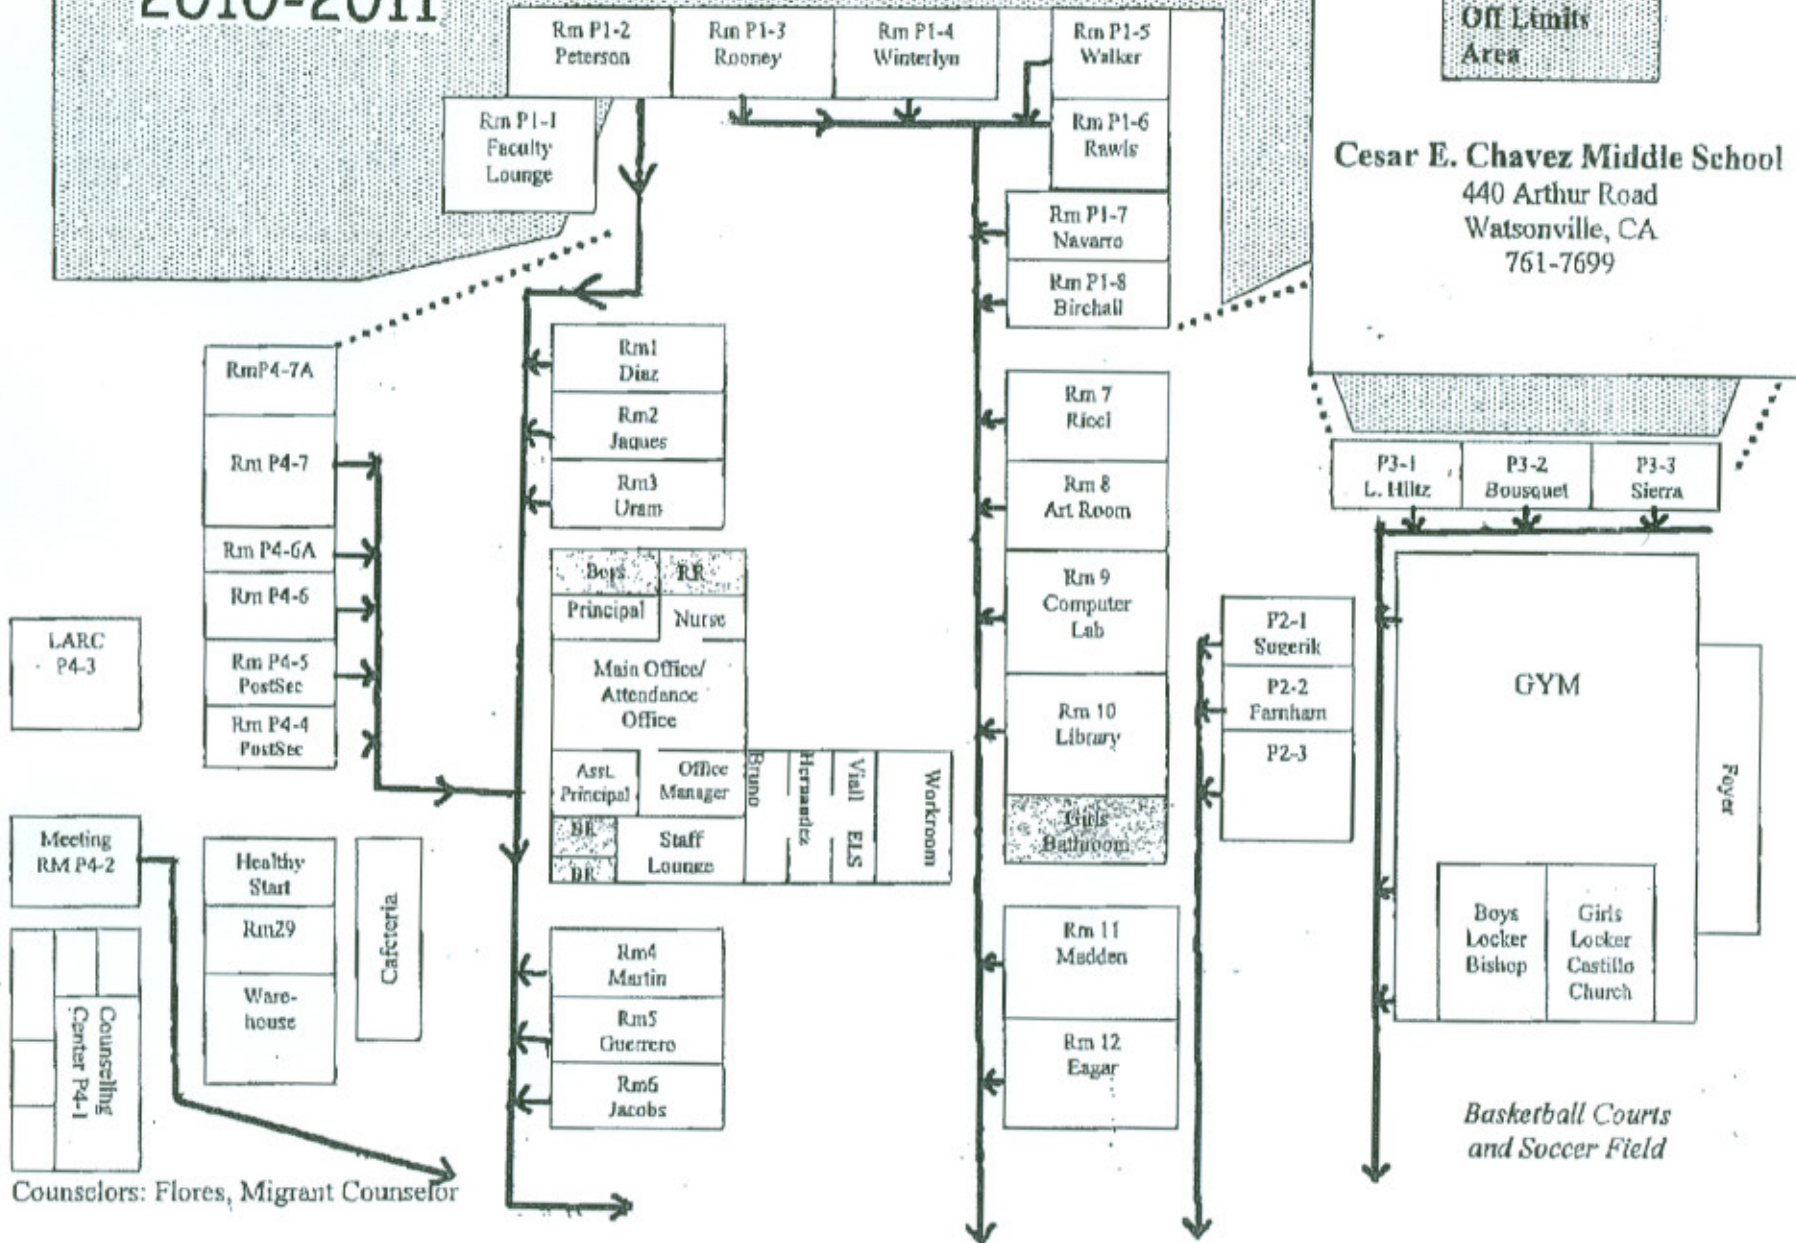 2010-2011
Off Limits
Area
Cesar E. Chavez Middle School
440 Arthur Road
Watsonville, CA
761-7699
Rm P1-2
Peterson
Rm P1-3
Rooney
Rm P1-4
Winterlyn
Rm P1-5
Walker
Rm P1-1
Faculty
Lounge
Rm P1-6
Rawls
Rm P1-7
Navarro
Rm P1-8
Birchall
RmP4-7A
Rm P4-7
Rm P4-6A
Rm P4-6
Rm P4-5
PostSec
Rm P4-4
PostSec
LARC
P4-3
Meeting
RM P4-2
Counseling
Center P4-1
Counselors: Flores, Migrant Counselor
Healthy
Start
Rm29
Ware-
house
Cafeteria
Rm1
Diaz
Rm2
Jaques
Rm3
Uram
Boys
RR
Principal
Nurse
Main Office/
Attendance
Office
Asst.
Principal
Office
Manager
BR
BR
Staff
Lounge
Bruno
Hernandez
Viall ELS
Workroom
Rm4
Martin
Rm5
Guerrero
Rm6
Jacobs
Rm 7
Ricci
Rm 8
Art Room
Rm 9
Computer
Lab
Rm 10
Library
Girls
Bathroom
Rm 11
Madden
Rm 12
Eagar
P2-1
Sugerik
P2-2
Farnham
P2-3
P3-1
L. Hiltz
P3-2
Bousquet
P3-3
Sierra
GYM
Foyer
Boys
Locker
Bishop
Girls
Locker
Castillo
Church
Basketball Courts
and Soccer Field